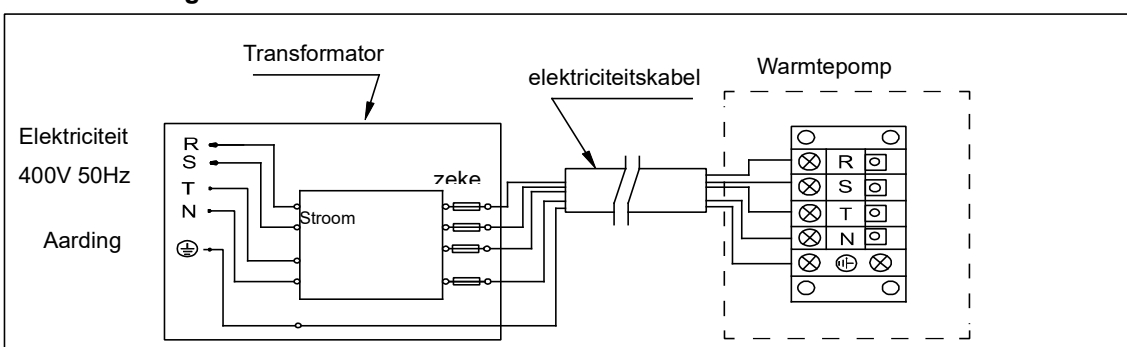 Transformator
elektriciteitskabel
Warmtepomp
Elektriciteit
400V 50Hz
Aarding
R
S
T
N
Stroom
zeke
R
S
T
N